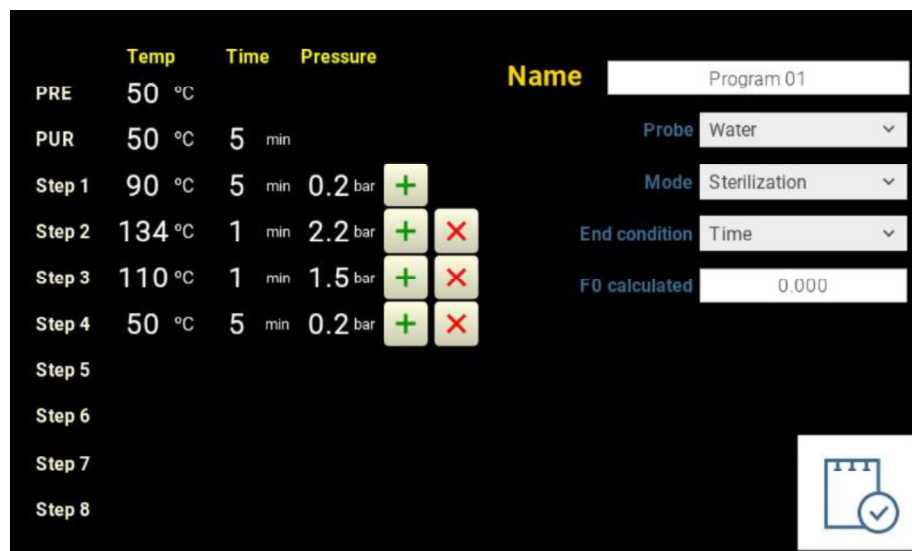 Temp Time Pressure
PRE 50 °C
PUR 50 °C 5 min
Step 1 90 °C 5 min 0.2 bar
Step 2 134 °C 1 min 2.2 bar
Step 3 110 °C 1 min 1.5 bar
Step 4 50 °C 5 min 0.2 bar
Step 5
Step 6
Step 7
Step 8
Name Program 01
Probe Water
Mode Sterilization
End condition Time
F0 calculated 0.000